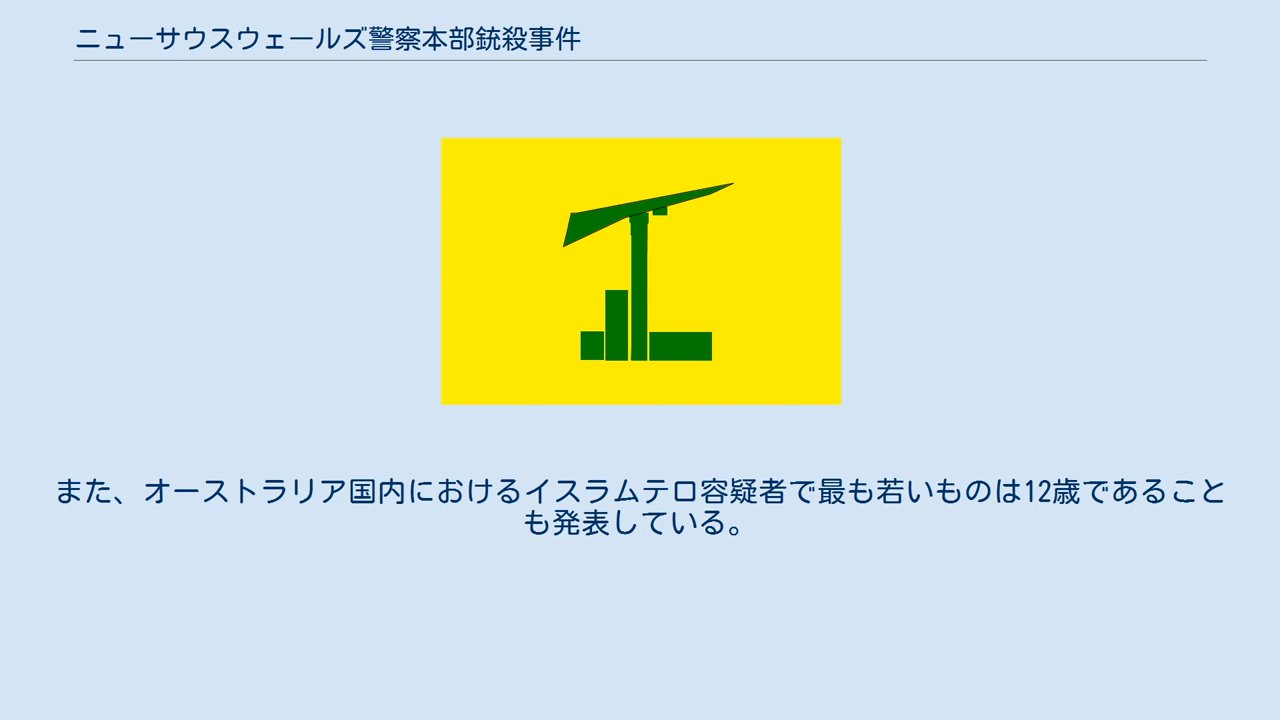 ニューサウスウェールズ警察本部銃殺事件
また、オーストラリア国内におけるイスラムテロ容疑者で最も若いものは12歳であること
も発表している。